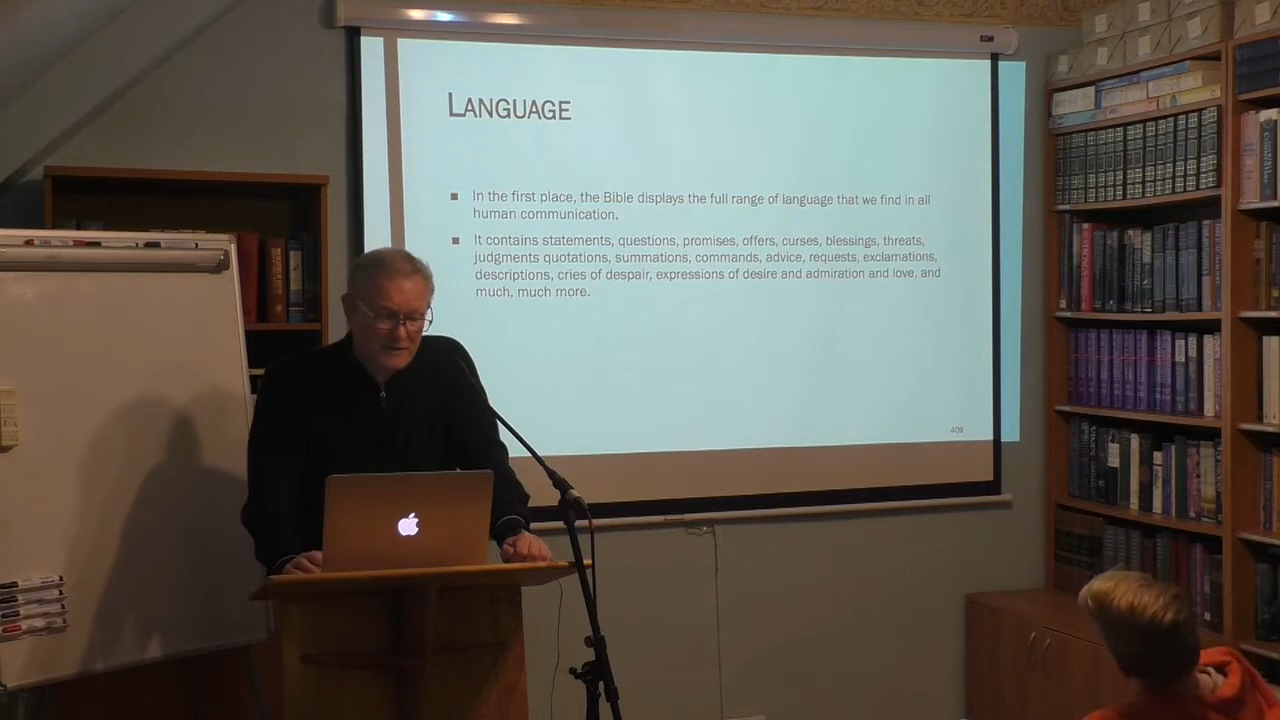 LANGUAGE
In the first place, the Bible displays the full range of language that we find in all
human communication.
It contains statements, questions, promises, offers, curses, blessings, threats,
judgments quotations, summations, commands, advice, requests, exclamations,
descriptions, cries of despair, expressions of desire and admiration and love, and
much, much more.
409